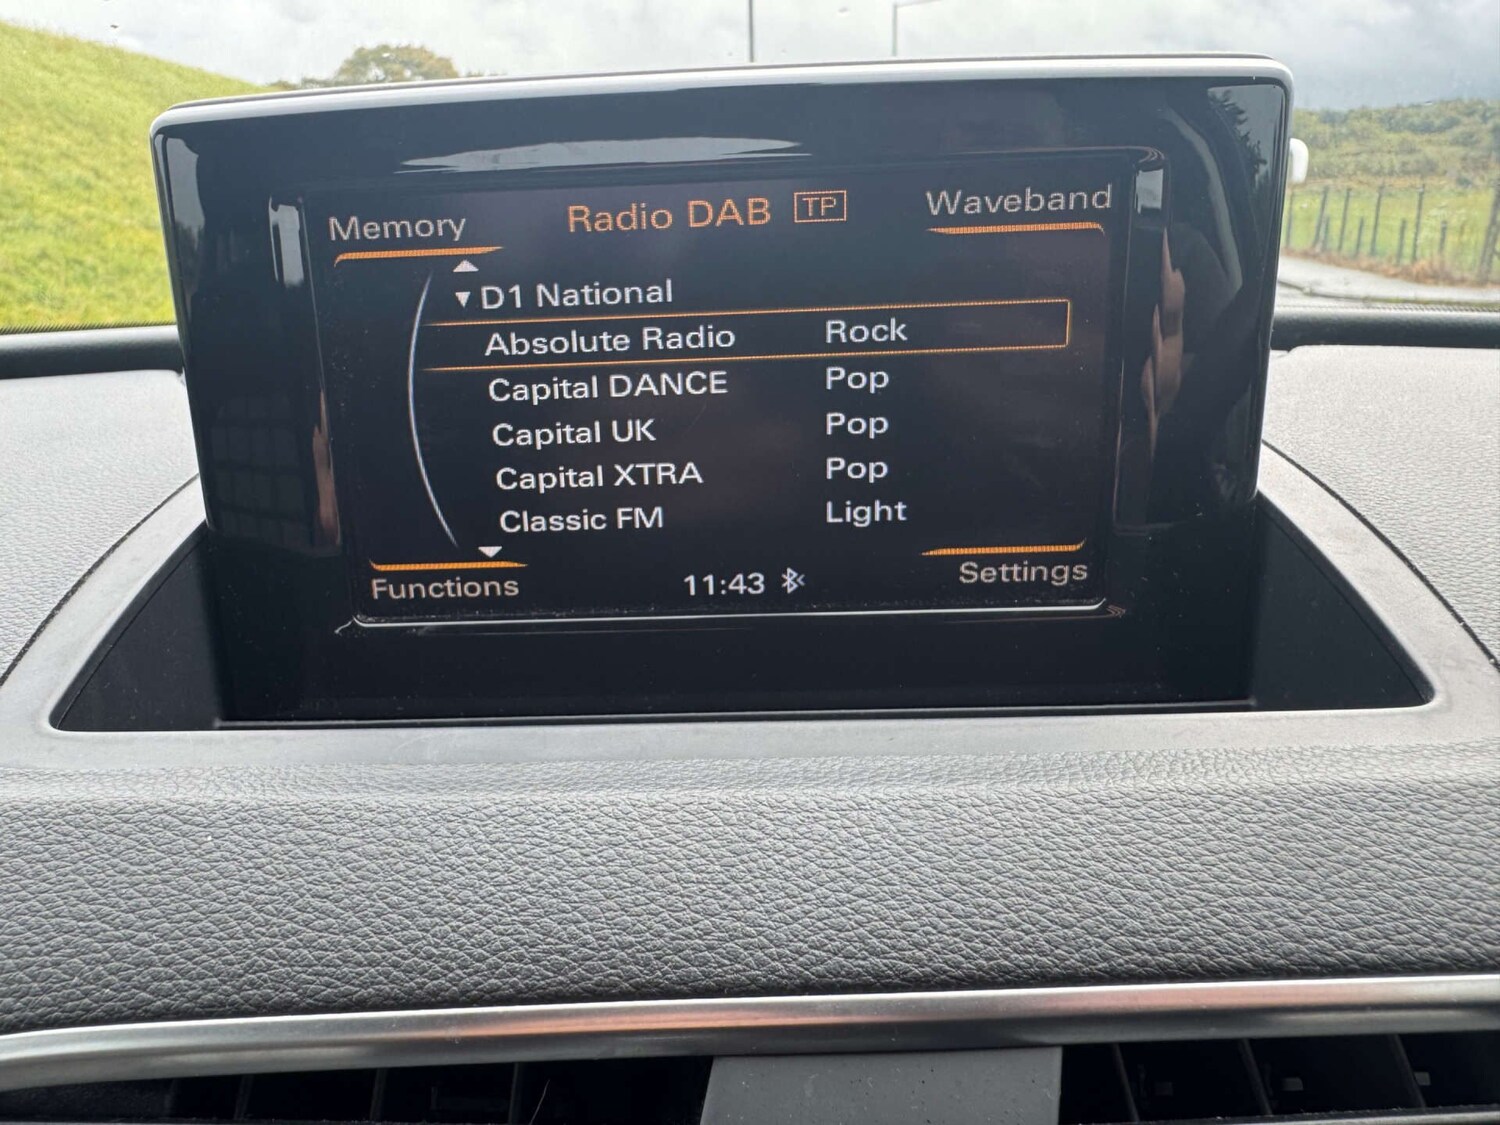 Memory Radio DAB TP Waveband
D1 National
Absolute Radio Rock
Capital DANCE Pop
Capital UK Pop
Capital XTRA Pop
Classic FM Light
Functions 11:43 Settings